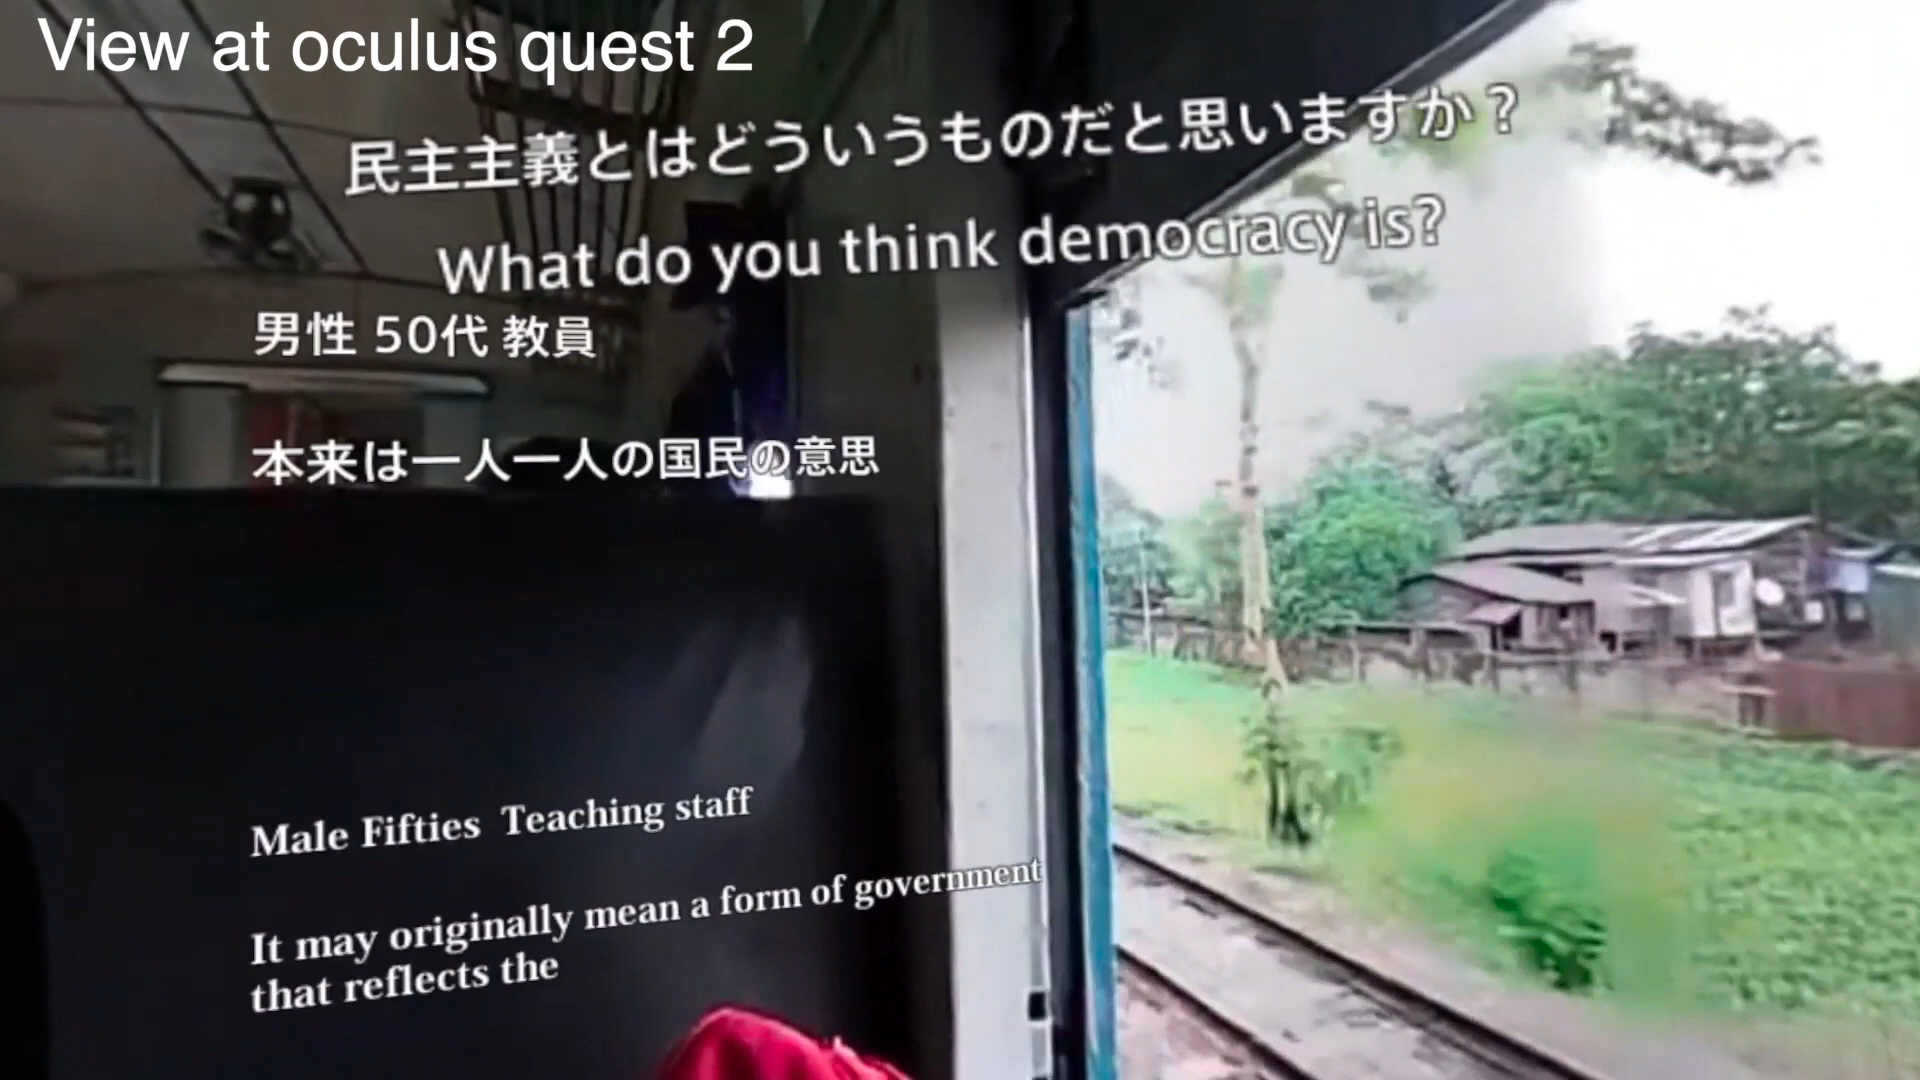 View at oculus quest 2
民主主義とはどういうものだと思いますか？
What do you think democracy is?
男性 50代 教員
本来は一人一人の国民の意思
Male Fifties Teaching staff
It may originally mean a form of government
that reflects the